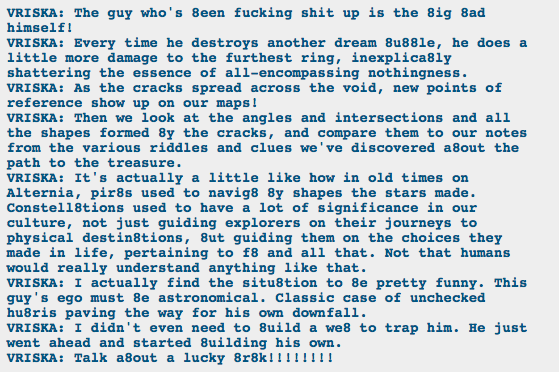 VRISKA: The guy who's 8een fucking shit up is the 8ig 8ad
himself!
VRISKA: Every time he destroys another dream 8u88le, he does a
little more damage to the furthest ring, inexplica8ly
shattering the essence of all-encompassing nothingness.
VRISKA: As the cracks spread across the void, new points of
reference show up on our maps!
VRISKA: Then we look at the angles and intersections and all
the shapes formed 8y the cracks, and compare them to our notes
from the various riddles and clues we've discovered a8out the
path to the treasure.
VRISKA: It's actually a little like how in old times on
Alternia, pir8s used to navig8 8y shapes the stars made.
Constell8tions used to have a lot of significance in our
culture, not just guiding explorers on their journeys to
physical destin8tions, 8ut guiding them on the choices they
made in life, pertaining to f8 and all that. Not that humans
would really understand anything like that.
VRISKA: I actually find the situ8tion to 8e pretty funny. This
guy's ego must 8e astronomical. Classic case of unchecked
hu8ris paving the way for his own downfall.
VRISKA: I didn't even need to 8uild a we8 to trap him. He just
went ahead and started 8uilding his own.
VRISKA: Talk a8out a lucky 8r8k!!!!!!!!